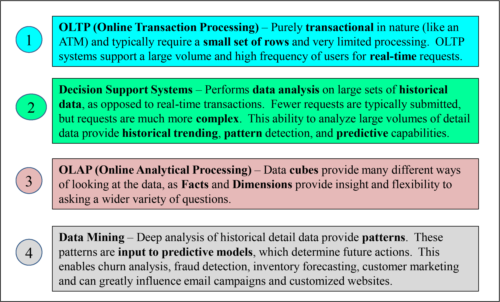 1
OLTP (Online Transaction Processing) – Purely transactional in nature (like an
ATM) and typically require a small set of rows and very limited processing. OLTP
systems support a large volume and high frequency of users for real-time requests.
2
Decision Support Systems – Performs data analysis on large sets of historical
data, as opposed to real-time transactions. Fewer requests are typically submitted,
but requests are much more complex. This ability to analyze large volumes of detail
data provide historical trending, pattern detection, and predictive capabilities.
3
OLAP (Online Analytical Processing) – Data cubes provide many different ways
of looking at the data, as Facts and Dimensions provide insight and flexibility to
asking a wider variety of questions.
4
Data Mining – Deep analysis of historical detail data provide patterns. These
patterns are input to predictive models, which determine future actions. This
enables churn analysis, fraud detection, inventory forecasting, customer marketing
and can greatly influence email campaigns and customized websites.